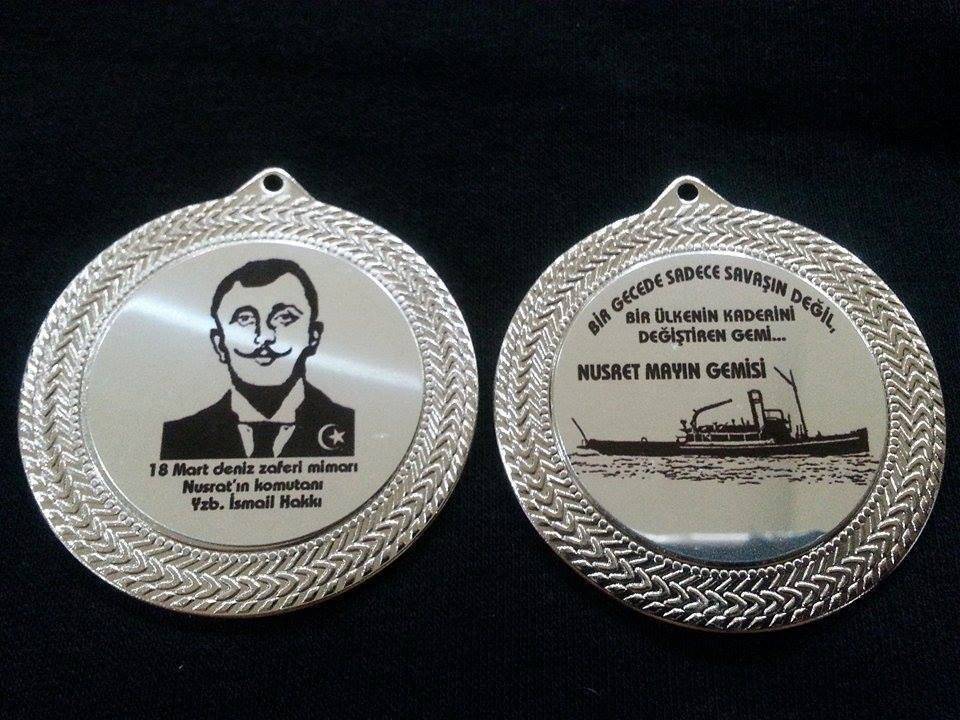 18 Mart deniz zaferi mimarı
Nusrat'ın komutanı
Yzb. İsmail Hakkı
BİR GECEDE SADECE SAVAŞIN DEĞİL,
BİR ÜLKENİN KADERİNİ
DEĞİŞTİREN GEMİ...
NUSRET MAYIN GEMİSİ